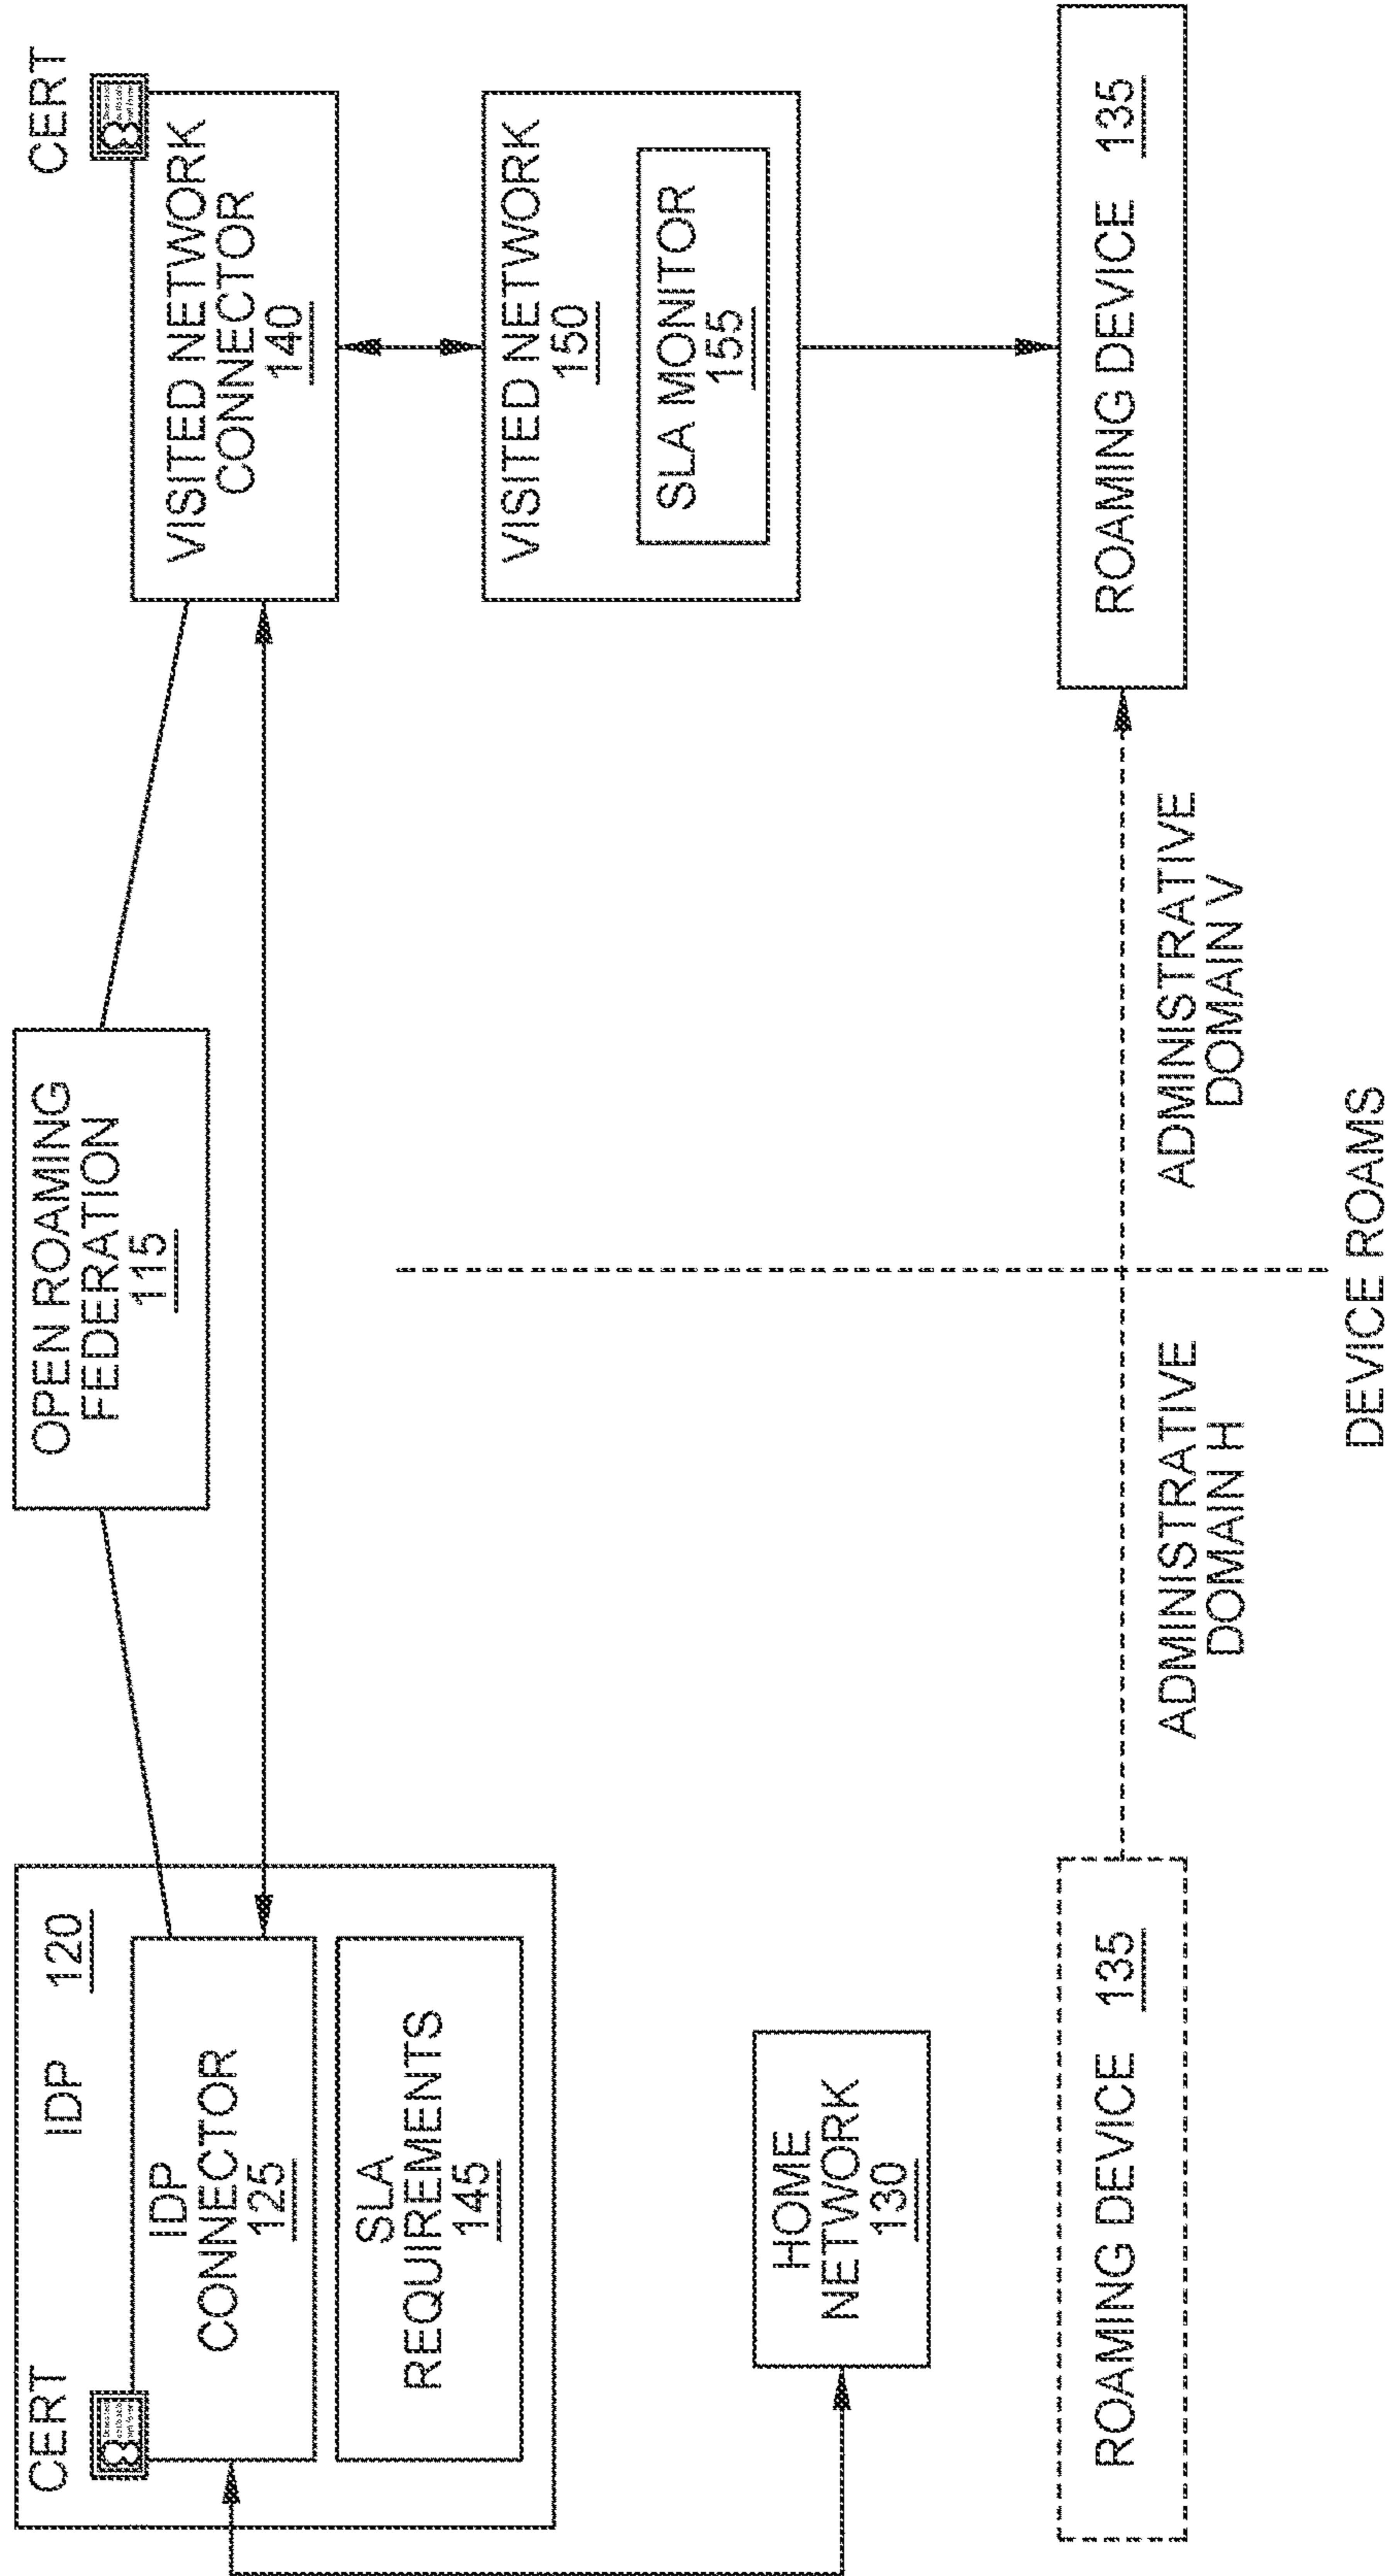 OPEN ROAMING
FEDERATION
115
CERT
IDP 120
IDP
CONNECTOR
125
SLA
REQUIREMENTS
145
CERT
VISITED NETWORK
CONNECTOR
140
VISITED NETWORK
150
SLA MONITOR
155
HOME
NETWORK
130
ROAMING DEVICE 135
ROAMING DEVICE 135
ADMINISTRATIVE
DOMAIN H
ADMINISTRATIVE
DOMAIN V
DEVICE ROAMS